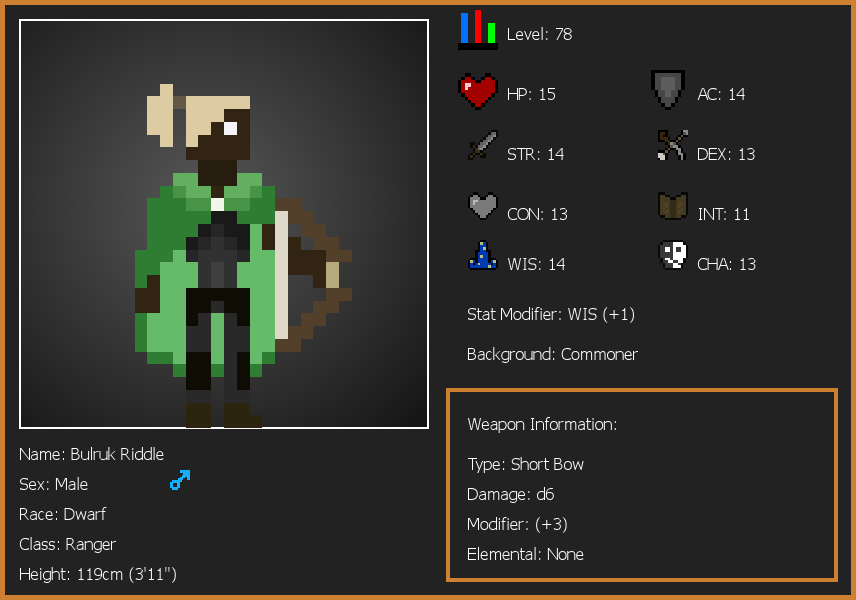 Level: 78
HP: 15
AC: 14
STR: 14
DEX: 13
CON: 13
INT: 11
WIS: 14
CHA: 13
Stat Modifier: WIS (+1)
Background: Commoner
Weapon Information:
Type: Short Bow
Damage: d6
Modifier: (+3)
Elemental: None
Name: Bulruk Riddle
Sex: Male
Race: Dwarf
Class: Ranger
Height: 119cm (3'11")